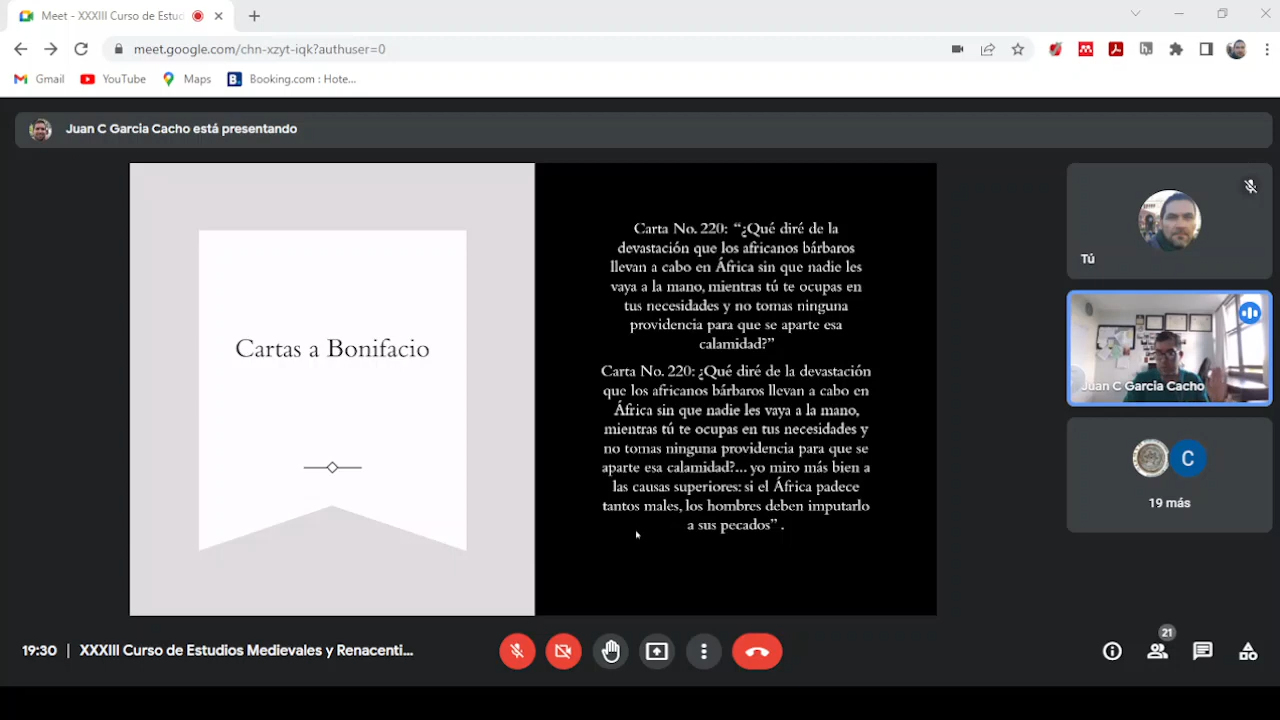 Meet - XXXIII Curso de Estud
meet.google.com/chn-xzyt-iqk?authuser=0
Gmail
YouTube
Maps
Booking.com : Hote...
Juan C Garcia Cacho está presentando
Cartas a Bonifacio
Carta No. 220: “¿Qué diré de la
devastación que los africanos bárbaros
llevan a cabo en África sin que nadie les
vaya a la mano, mientras tú te ocupas en
tus necesidades y no tomas ninguna
providencia para que se aparte esa
calamidad?”
Carta No. 220: ¿Qué diré de la devastación
que los africanos bárbaros llevan a cabo en
África sin que nadie les vaya a la mano,
mientras tú te ocupas en tus necesidades y
no tomas ninguna providencia para que se
aparte esa calamidad?... yo miro más bien a
las causas superiores: si el África padece
tantos males, los hombres deben imputarlo
a sus pecados” .
Tú
Juan C Garcia Cacho
C
19 más
19:30 | XXXIII Curso de Estudios Medievales y Renacenti...
21